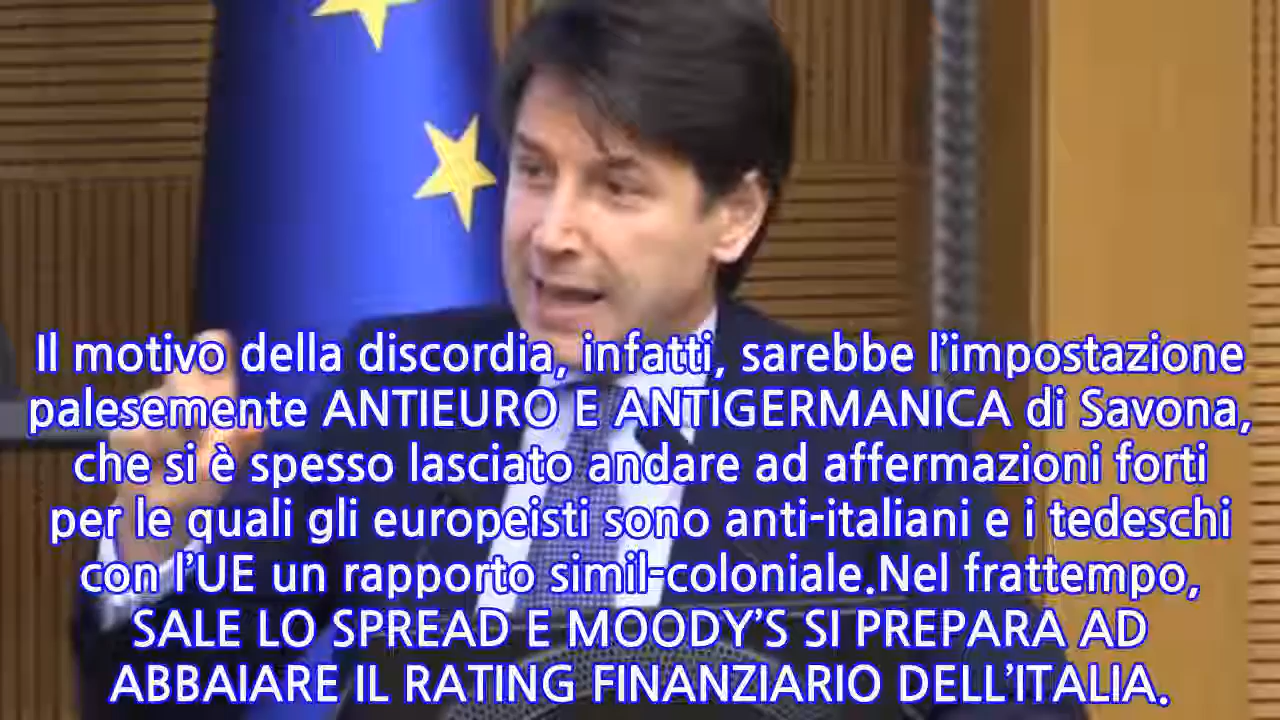 Il motivo della discordia, infatti, sarebbe l'impostazione
palesemente ANTIEURO E ANTIGERMANICA di Savona,
che si è spesso lasciato andare ad affermazioni forti
per le quali gli europeisti sono anti-italiani e i tedeschi
con l'UE un rapporto simil-coloniale.Nel frattempo,
SALE LO SPREAD E MOODY'S SI PREPARA AD
ABBAIARE IL RATING FINANZIARIO DELL'ITALIA.